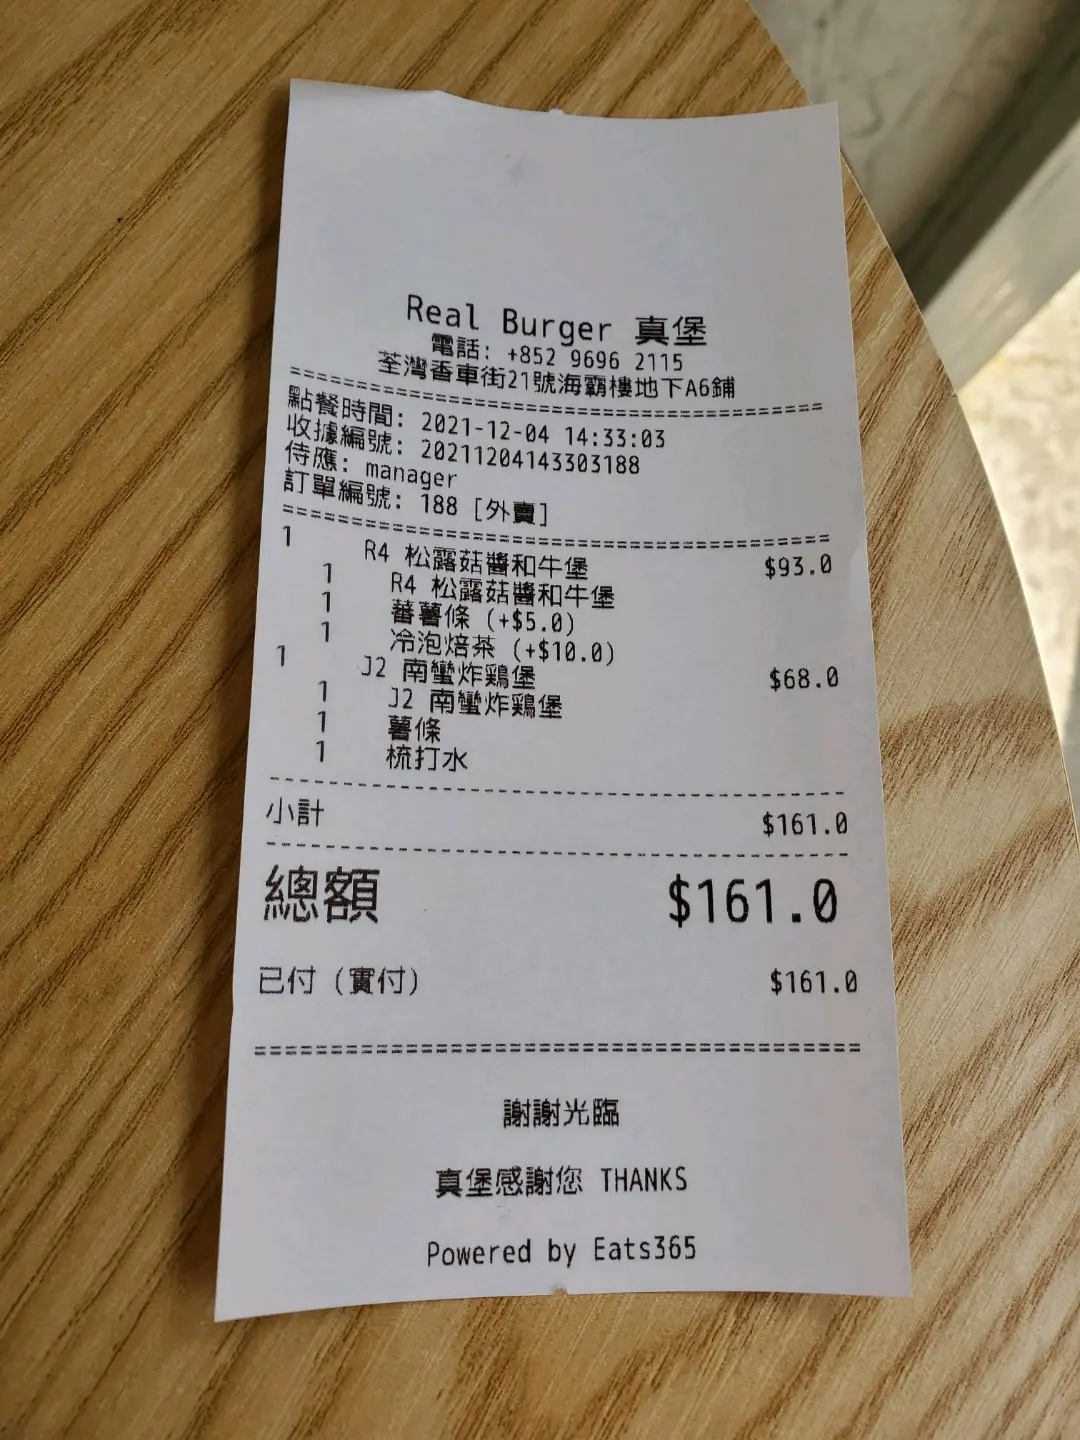 Real Burger 真堡
電話: +852 9696 2115
荃灣香車街21號海霸樓地下A6鋪
點餐時間: 2021-12-04 14:33:03
收據編號: 20211204143303188
侍應: manager
訂單編號: 188 [外賣]
1 R4 松露菇醬和牛堡 $93.0
1 R4 松露菇醬和牛堡
1 蕃薯條 (+$5.0)
1 冷泡焙茶 (+$10.0)
1 J2 南蠻炸鶏堡 $68.0
1 J2 南蠻炸鶏堡
1 薯條
1 梳打水
小計 $161.0
總額 $161.0
已付 (實付) $161.0
謝謝光臨
真堡感謝您 THANKS
Powered by Eats365